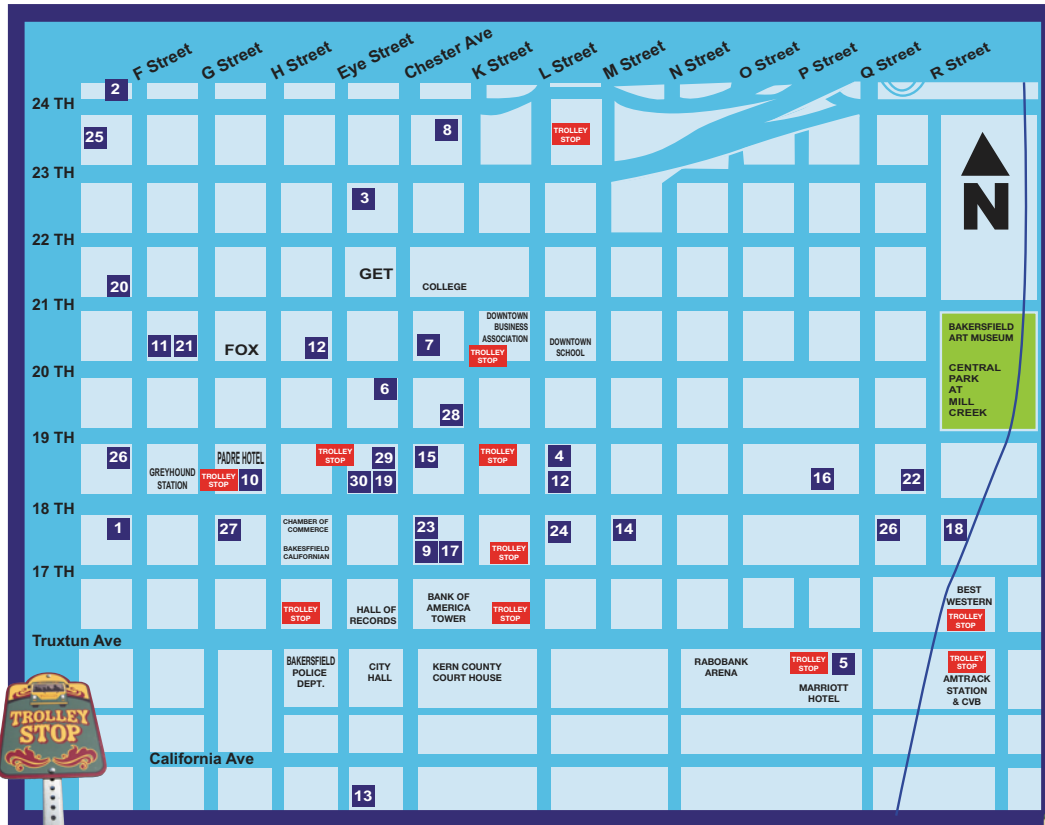 F Street
G Street
H Street
Eye Street
Chester Ave
K Street
L Street
M Street
N Street
O Street
P Street
Q Street
R Street
2
24 TH
25
8
TROLLEY
STOP
23 TH
3
N
22 TH
GET
COLLEGE
20
21 TH
DOWNTOWN
BUSINESS
ASSOCIATION
TROLLEY
STOP
11
21
FOX
12
7
DOWNTOWN
SCHOOL
BAKERSFIELD
ART MUSEUM
CENTRAL
PARK
AT
MILL
CREEK
20 TH
6
28
19 TH
26
GREYHOUND
STATION
PADRE HOTEL
TROLLEY
STOP
10
TROLLEY
STOP
29
30
19
15
TROLLEY
STOP
4
12
16
22
18 TH
1
27
CHAMBER OF
COMMERCE
BAKESFFIELD
CALIFORNIAN
23
9
17
TROLLEY
STOP
24
14
26
18
17 TH
TROLLEY
STOP
HALL OF
RECORDS
BANK OF
AMERICA
TOWER
TROLLEY
STOP
BEST
WESTERN
TROLLEY
STOP
Truxtun Ave
BAKERSFIELD
POLICE
DEPT.
CITY
HALL
KERN COUNTY
COURT HOUSE
RABOBANK
ARENA
TROLLEY
STOP
5
MARRIOTT
HOTEL
TROLLEY
STOP
AMTRACK
STATION
& CVB
TROLLEY
STOP
California Ave
13